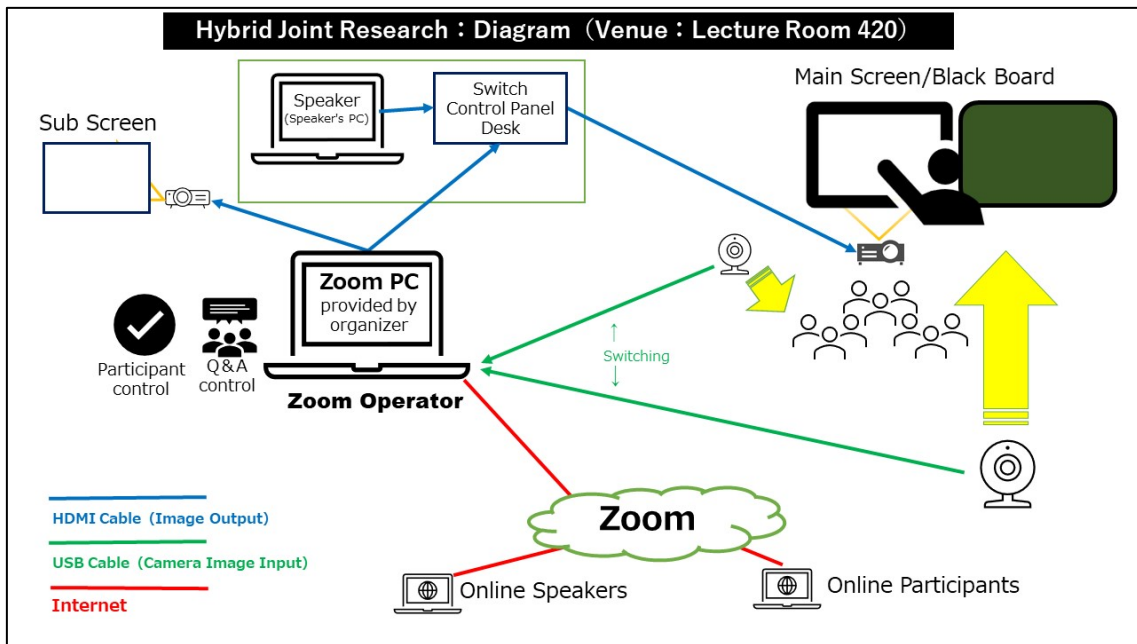 Hybrid Joint Research：Diagram（Venue：Lecture Room 420）
Speaker
(Speaker's PC)
Switch
Control Panel
Desk
Main Screen/Black Board
Sub Screen
Zoom PC
provided by
organizer
Participant
control
Q&A
control
Zoom Operator
↑
Switching
↓
HDMI Cable（Image Output）
USB Cable（Camera Image Input）
Internet
Zoom
Online Speakers
Online Participants